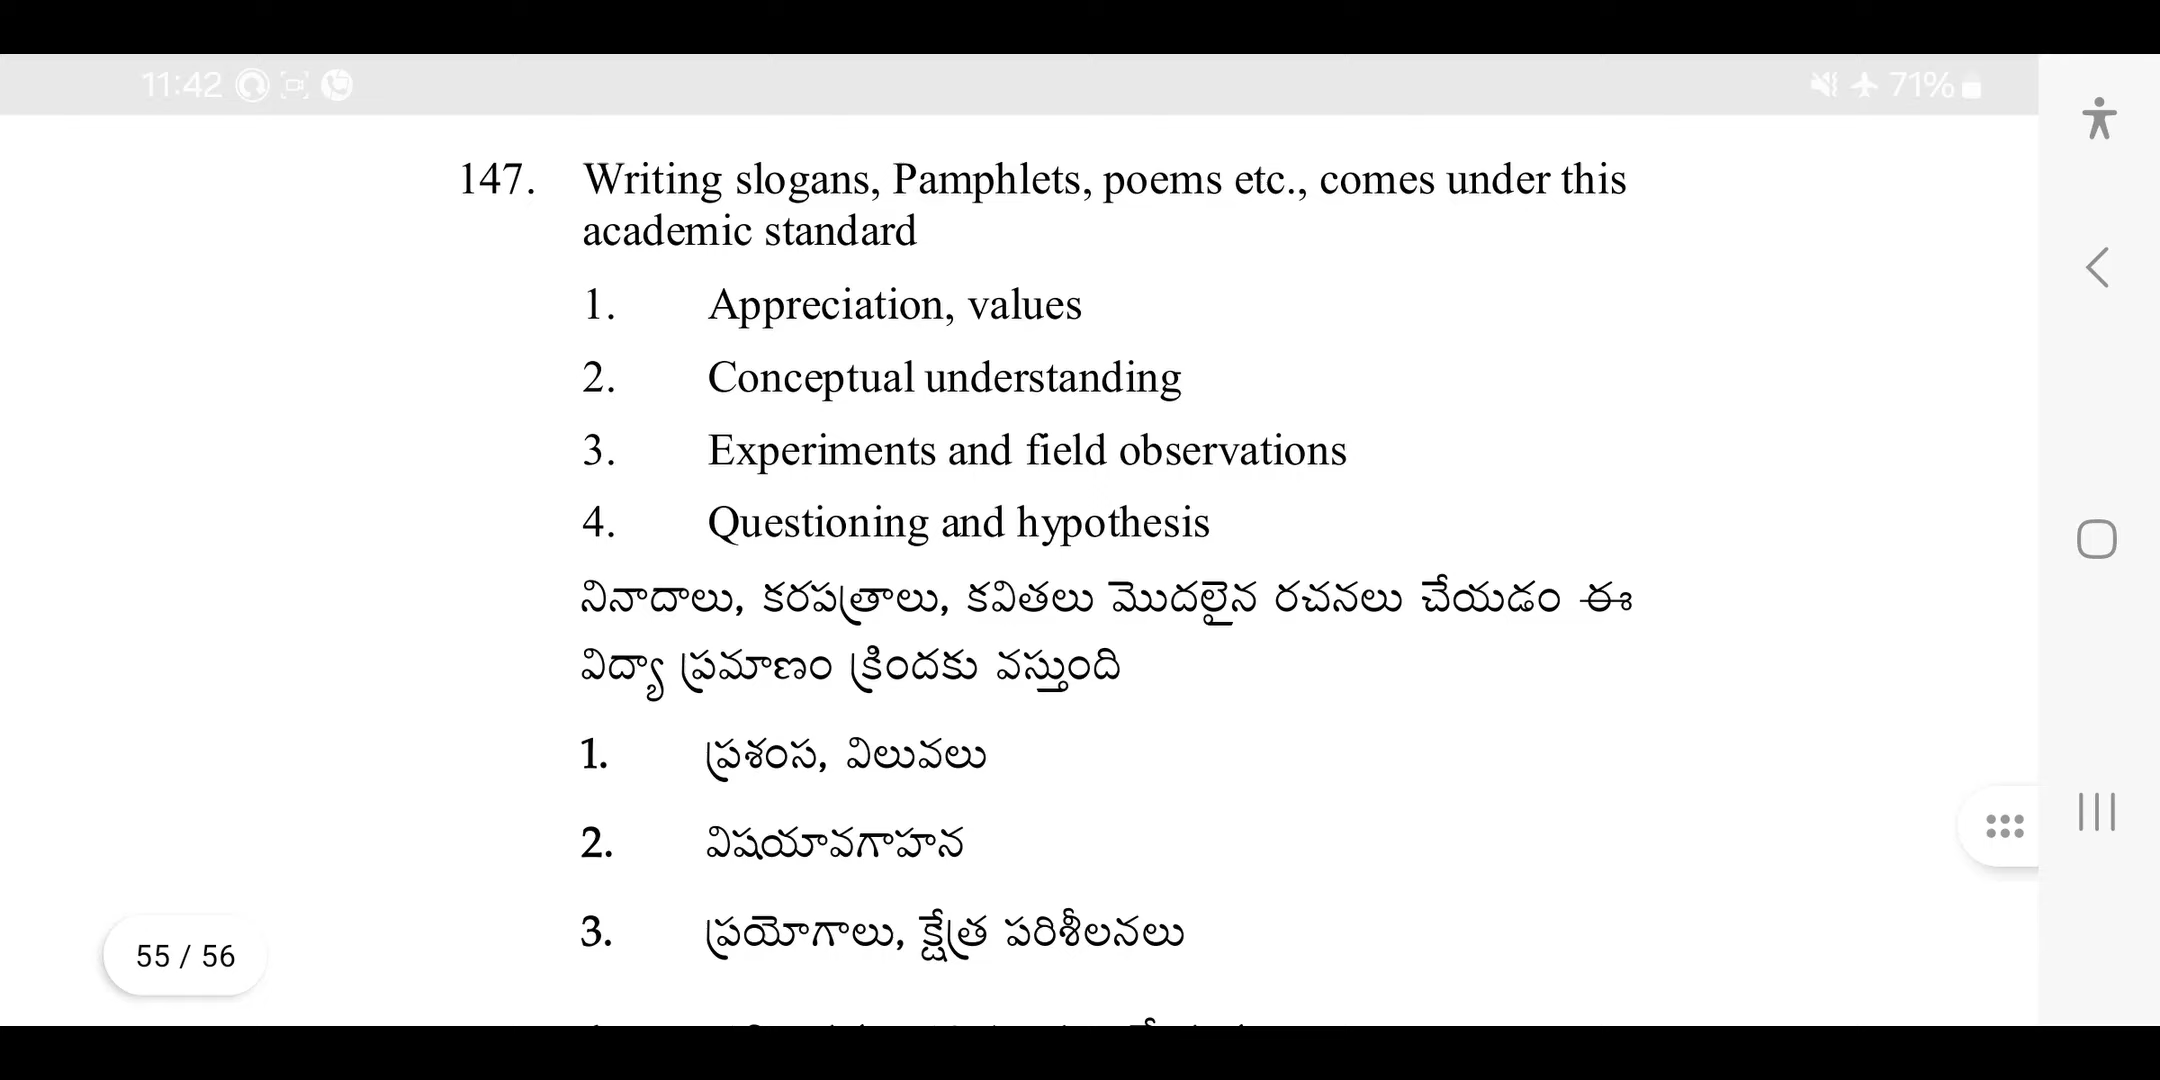 11:42
71%
147. Writing slogans, Pamphlets, poems etc., comes under this
academic standard
1. Appreciation, values
2. Conceptual understanding
3. Experiments and field observations
4. Questioning and hypothesis
నినాదాలు, కరపత్రాలు, కవితలు మొదలైన రచనలు చేయడం ఈ
విద్యా ప్రమాణం క్రిందకు వస్తుంది
1. ప్రశంస, విలువలు
2. విషయావగాహన
3. ప్రయోగాలు, క్షేత్ర పరిశీలనలు
55 / 56